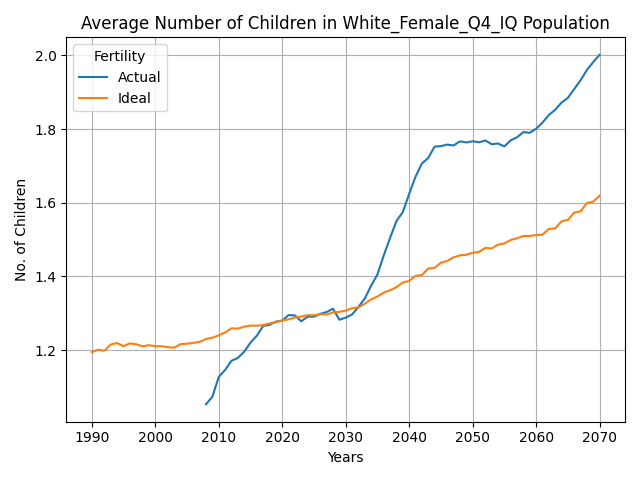 Average Number of Children in White_Female_Q4_IQ Population
Fertility
Actual
Ideal
No. of Children
2.0
1.8
1.6
1.4
1.2
1990 2000 2010 2020 2030 2040 2050 2060 2070
Years